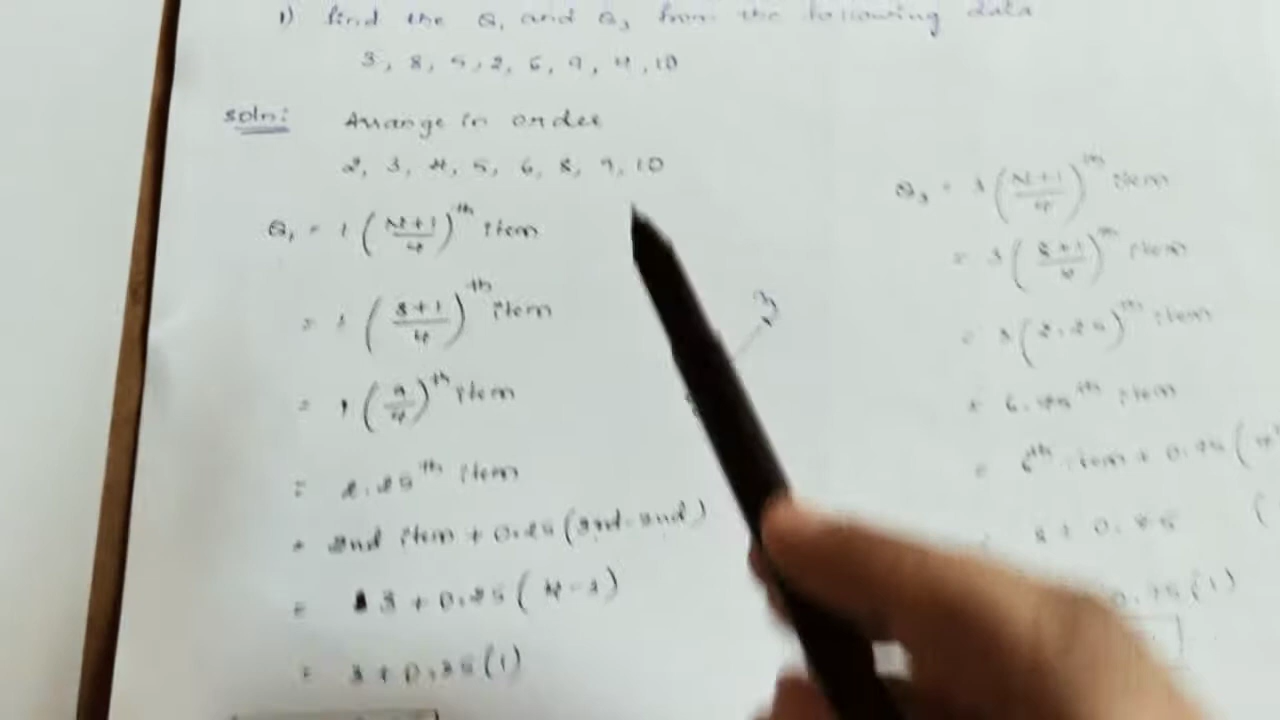 1) find the Q₁ and Q₃ from the following data
3, 8, 5, 2, 6, 9, 4, 10
Soln: Arrange in order
2, 3, 4, 5, 6, 8, 9, 10
Q₁ = 1 ((N+1)/4)th item
= 1 ((8+1)/4)th item
= 1 (9/4)th item
= 2.25th item
= 2nd item + 0.25 (3rd-2nd)
= 3 + 0.25 (4-3)
= 3 + 0.25 (1)
3
Q₃ = 3 ((N+1)/4)th item
= 3 ((8+1)/4)th item
= 3 (2.25)th item
= 6.75th item
= 6th item + 0.75 (
8 + 0.75 (
0.75 (1)